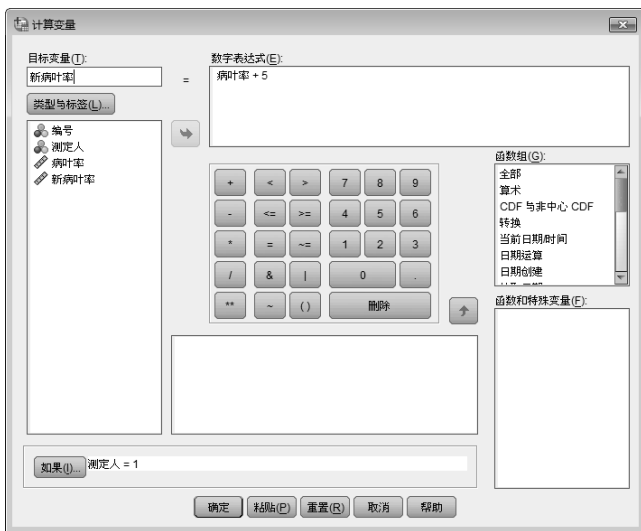 计算变量
目标变量(T):
新病叶率
=
数字表达式(E):
病叶率 + 5
类型与标签(L)...
编号
测定人
病叶率
新病叶率
+ < > 7 8 9
- <= >= 4 5 6
* = ~= 1 2 3
/ & | 0 .
** ~ ( ) 删除
函数组(G):
全部
算术
CDF 与非中心 CDF
转换
当前日期/时间
日期运算
日期创建
函数和特殊变量(F):
如果(I)... 测定人 = 1
确定 粘贴(P) 重置(R) 取消 帮助